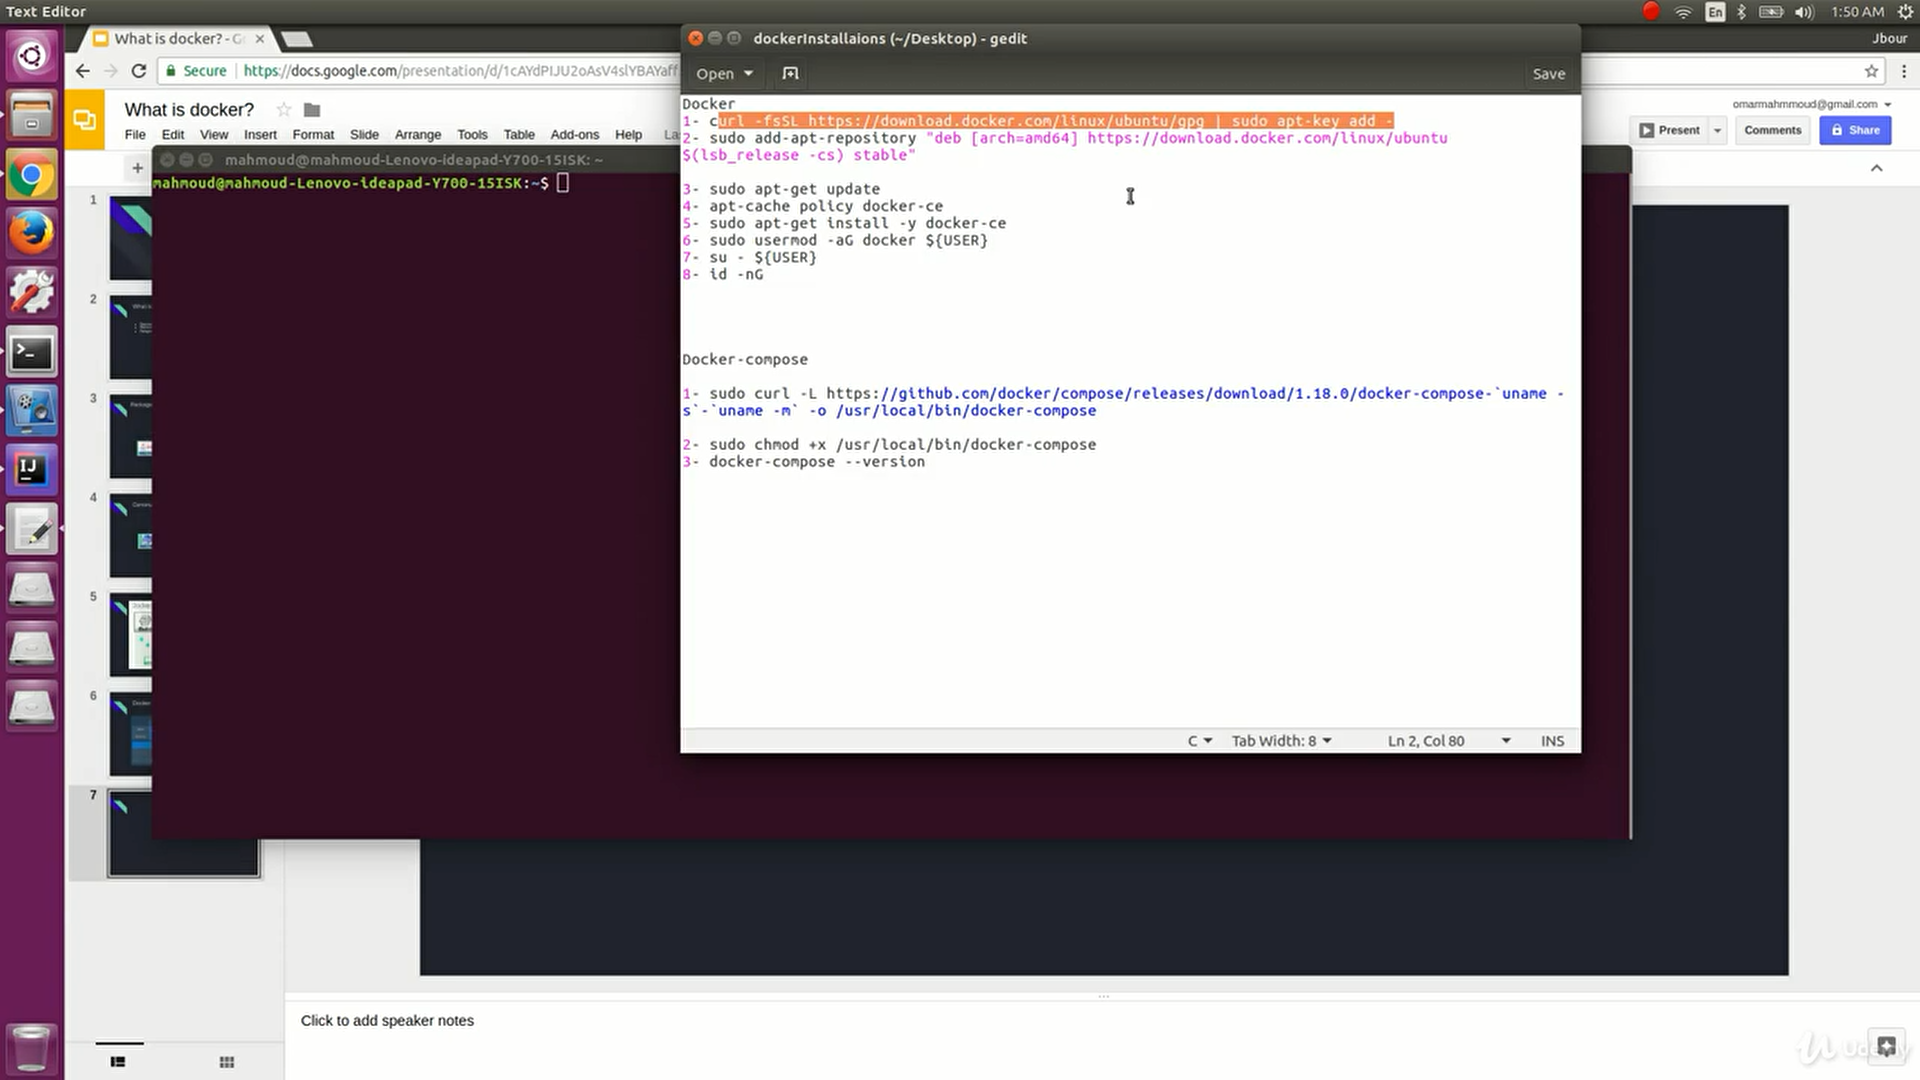 Text Editor
En
1:50 AM
What is docker? - G
Jbour
Secure
https://docs.google.com/presentation/d/1cAYdPIJU2oAsV4slYBAYaff
What is docker?
omarmahmmoud@gmail.com
File Edit View Insert Format Slide Arrange Tools Table Add-ons Help La
Present
Comments
Share
mahmoud@mahmoud-Lenovo-ideapad-Y700-15ISK: ~
mahmoud@mahmoud-Lenovo-ideapad-Y700-15ISK:~$
dockerInstallaions (~/Desktop) - gedit
Open
Save
Docker
1- curl -fsSL https://download.docker.com/linux/ubuntu/gpg | sudo apt-key add -
2- sudo add-apt-repository "deb [arch=amd64] https://download.docker.com/linux/ubuntu
$(lsb_release -cs) stable"
3- sudo apt-get update
4- apt-cache policy docker-ce
5- sudo apt-get install -y docker-ce
6- sudo usermod -aG docker ${USER}
7- su - ${USER}
8- id -nG
Docker-compose
1- sudo curl -L https://github.com/docker/compose/releases/download/1.18.0/docker-compose-`uname -
s`-`uname -m` -o /usr/local/bin/docker-compose
2- sudo chmod +x /usr/local/bin/docker-compose
3- docker-compose --version
C
Tab Width: 8
Ln 2, Col 80
INS
1
2
3
4
5
6
7
IJ
Click to add speaker notes
Udemy